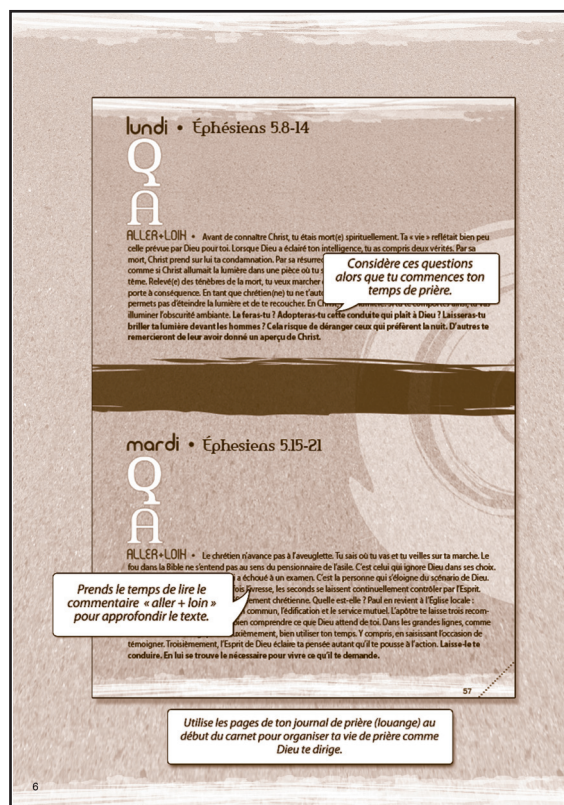 lundi • Éphésiens 5.8-14
Q
A
ALLER+LOIN • Avant de connaître Christ, tu étais mort(e) spirituellement. Ta « vie » reflétait bien peu
celle prévue par Dieu pour toi. Lorsque Dieu a éclairé ton intelligence, tu as compris deux vérités. Par sa
mort, Christ prend sur lui ta condamnation. Par sa résurrec
comme si Christ allumait la lumière dans une pièce où tu
tème. Relevé(e) des ténèbres de la mort, tu veux marcher
porte à conséquence. En tant que chrétien(ne) tu ne t'auto
permets pas d'éteindre la lumière et de te recoucher. En Ch
illuminer l'obscurité ambiante. La feras-tu ? Adopteras-tu cette conduite qui plaît à Dieu ? Laisseras-tu
briller ta lumière devant les hommes ? Cela risque de déranger ceux qui préfèrent la nuit. D'autres te
remercieront de leur avoir donné un aperçu de Christ.
Considère ces questions
alors que tu commences ton
temps de prière.
mardi • Éphesiens 5.15-21
Q
A
ALLER+LOIN • Le chrétien n'avance pas à l'aveuglette. Tu sais où tu vas et tu veilles sur ta marche. Le
fou dans la Bible ne s'entend pas au sens du pensionnaire de l'asile. C'est celui qui ignore Dieu dans ses choix.
i a échoué à un examen. C'est la personne qui s'éloigne du scénario de Dieu.
fois l'ivresse, les seconds se laissent continuellement contrôler par l'Esprit.
ement chrétienne. Quelle est-elle ? Paul en revient à l'Église locale :
commun, l'édification et le service mutuel. L'apôtre te laisse trois recom-
bien comprendre ce que Dieu attend de toi. Dans les grandes lignes, comme
uxièmement, bien utiliser ton temps. Y compris, en saisissant l'occasion de
témoigner. Troisièmement, l'Esprit de Dieu éclaire ta pensée autant qu'il te pousse à l'action. Laisse-le te
conduire. En lui se trouve le nécessaire pour vivre ce qu'il te demande.
Prends le temps de lire le
commentaire « aller + loin »
pour approfondir le texte.
57
Utilise les pages de ton journal de prière (louange) au
début du carnet pour organiser ta vie de prière comme
Dieu te dirige.
6